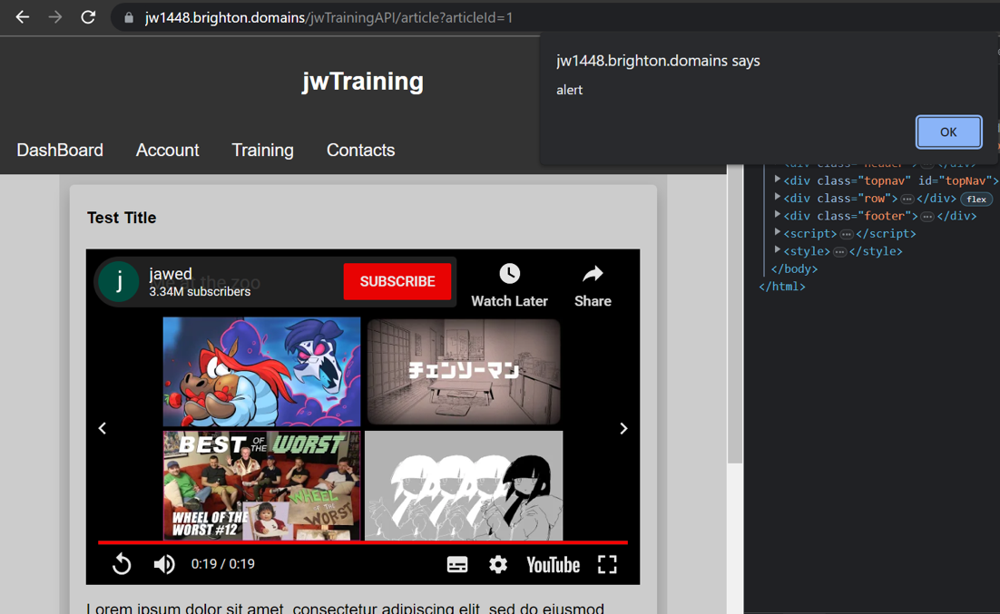 jw1448.brighton.domains/jwTrainingAPI/article?articleId=1
jw1448.brighton.domains says
alert
OK
jwTraining
DashBoard Account Training Contacts
<div class="topnav" id="topNav">
<div class="row"> ... </div> flex
<div class="footer"> ... </div>
<script> ... </script>
<style> ... </style>
</body>
</html>
Test Title
j
jawed
Me at the zoo
3.34M subscribers
SUBSCRIBE
Watch Later
Share
チェンソーマン
BEST OF THE WORST
WHEEL OF THE
WORST #12
WHEEL
OF THE
WORST
0:19 / 0:19
YouTube
Lorem ipsum dolor sit amet, consectetur adipiscing elit, sed do eiusmod